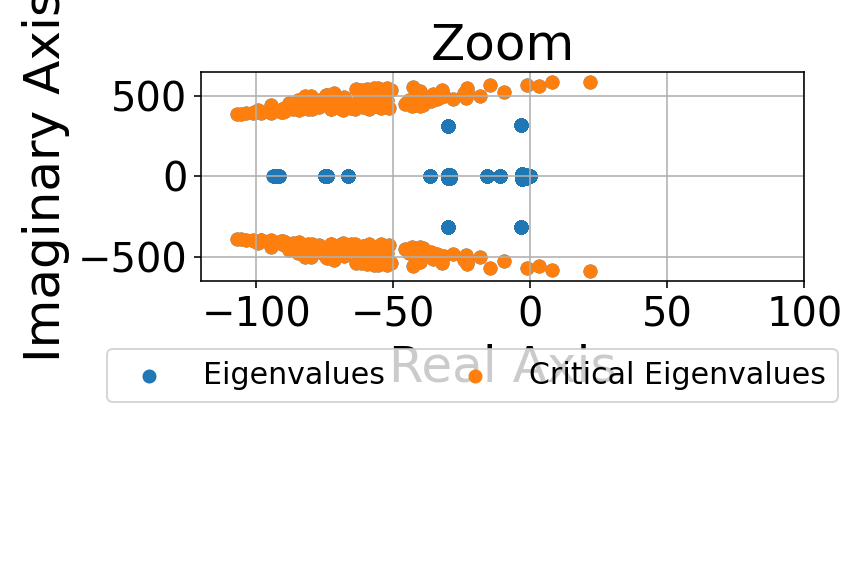 Zoom
Imaginary Axis
500
0
−500
−100 −50 0 50 100
Real Axis
Eigenvalues Critical Eigenvalues